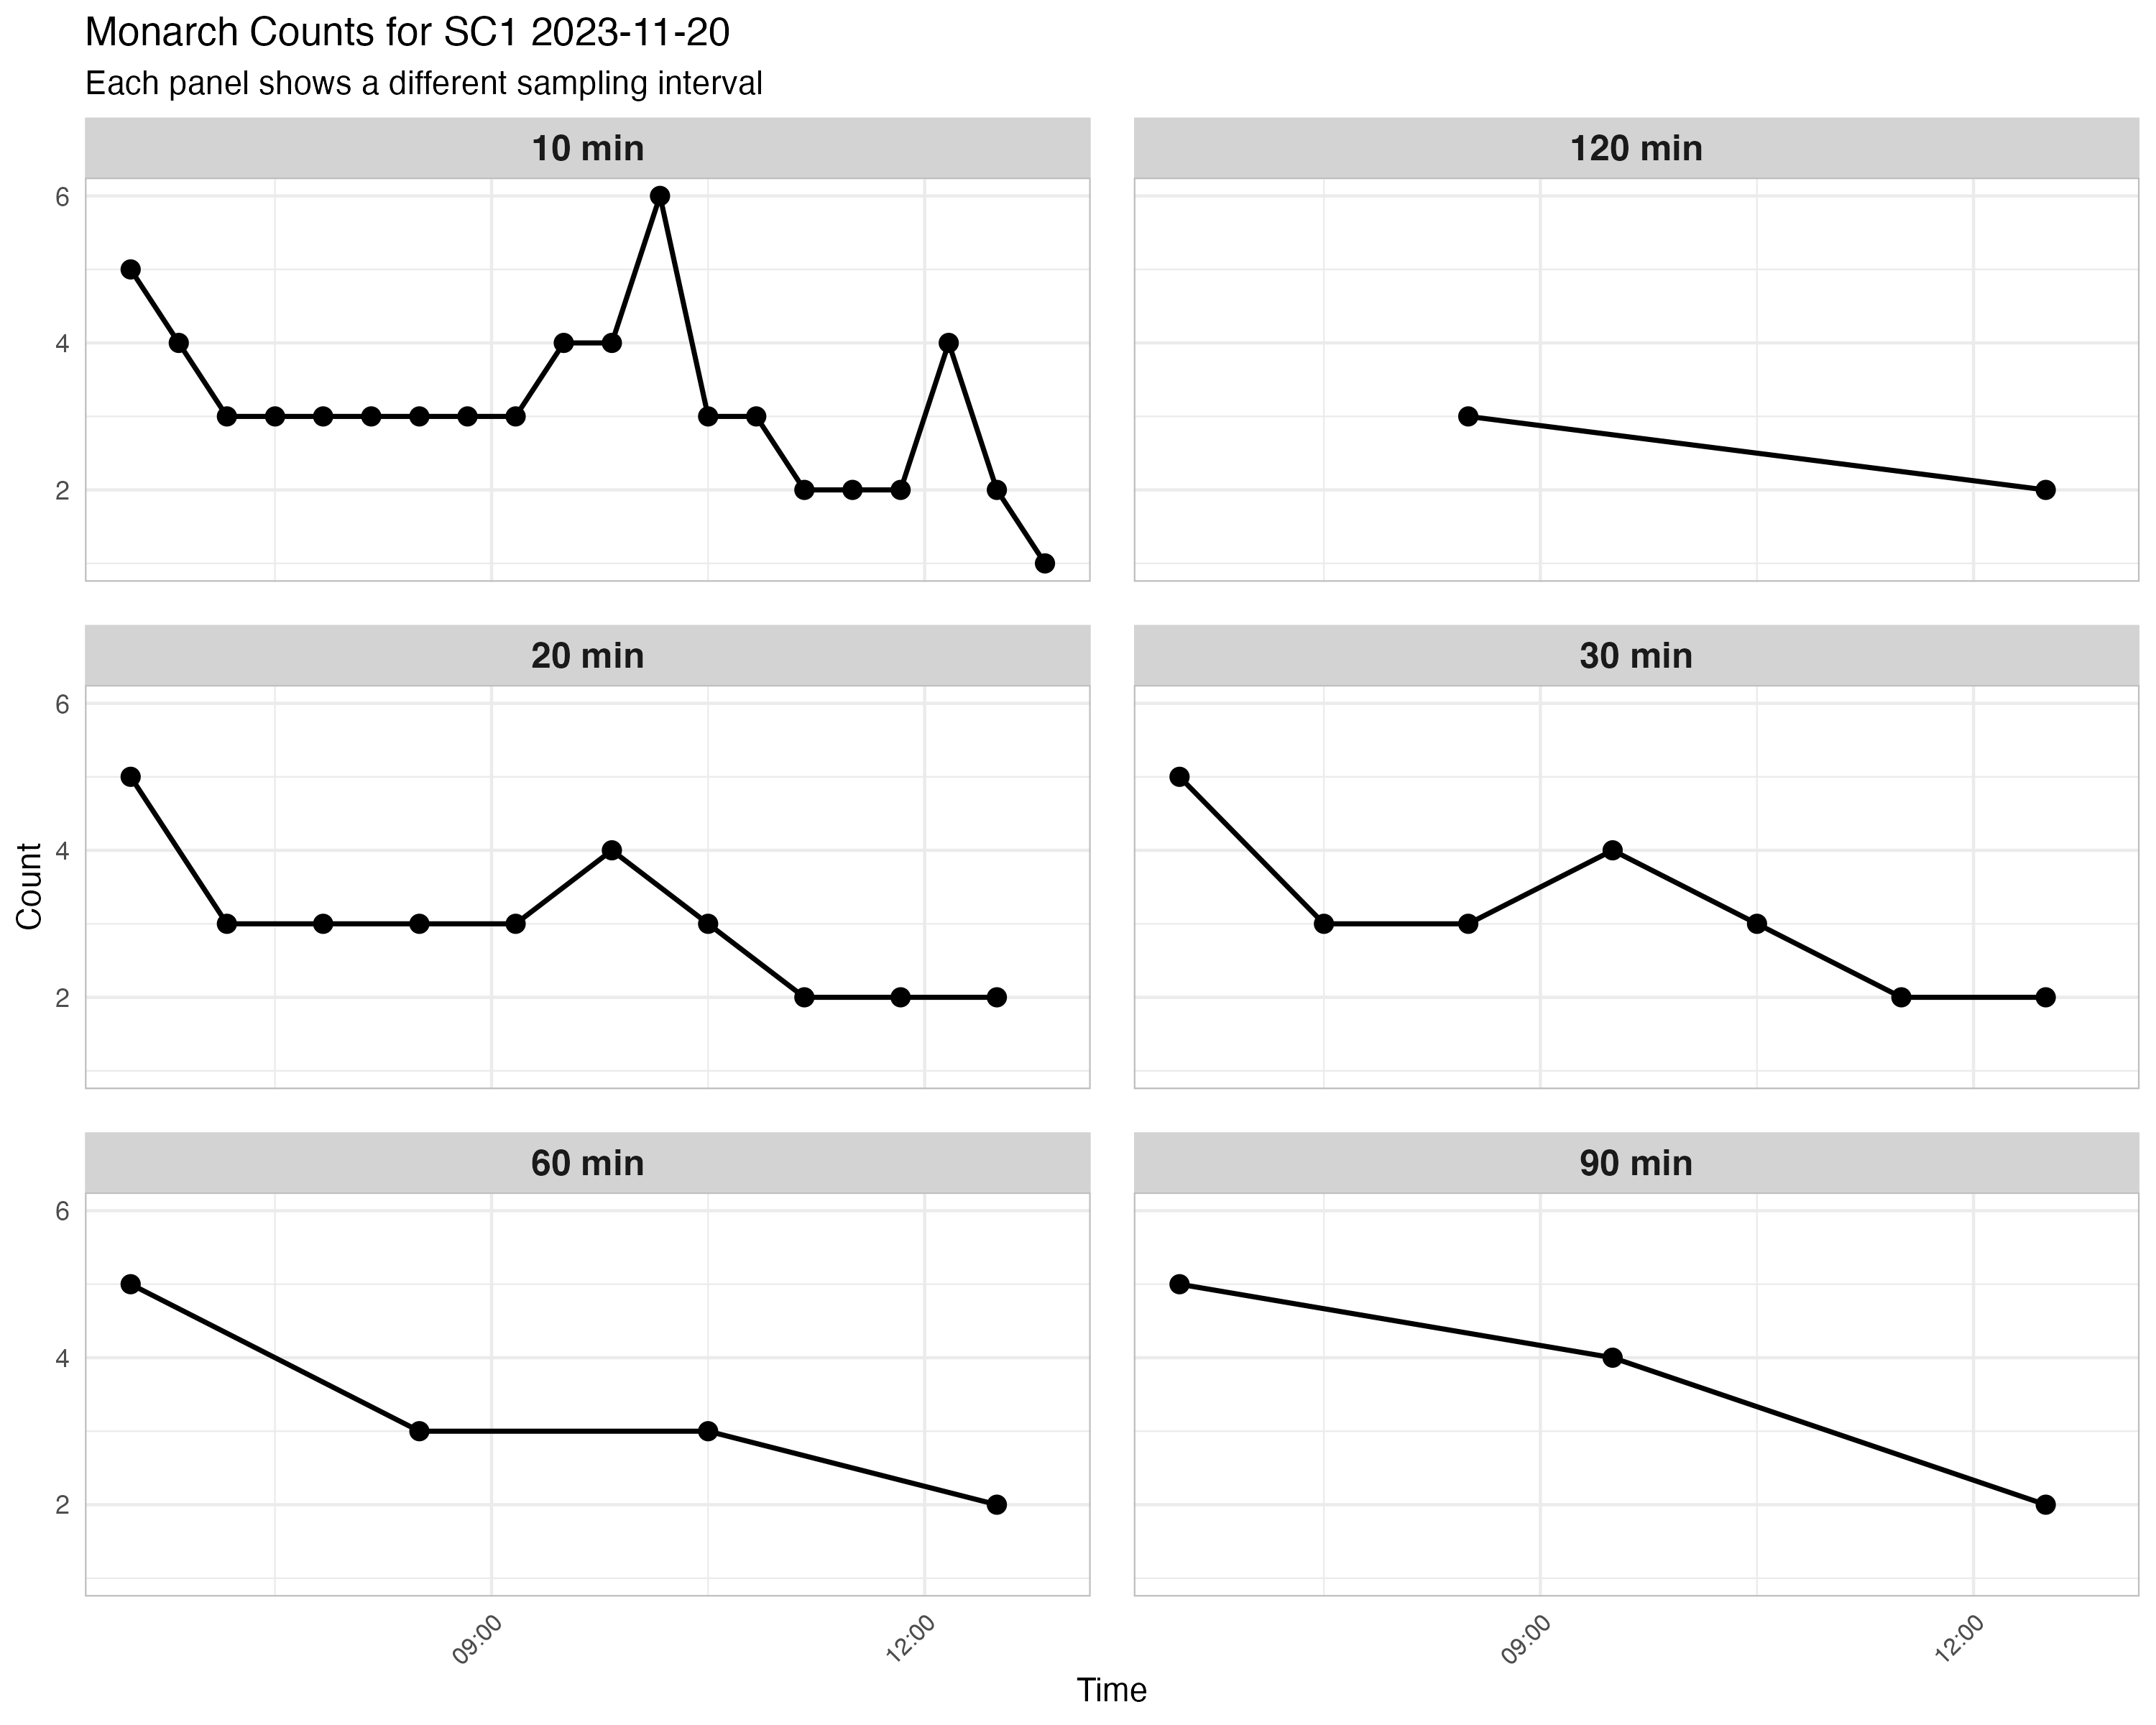 Monarch Counts for SC1 2023-11-20
Each panel shows a different sampling interval
10 min
120 min
6
4
2
20 min
30 min
6
4
2
Count
60 min
90 min
6
4
2
09:00
12:00
09:00
12:00
Time